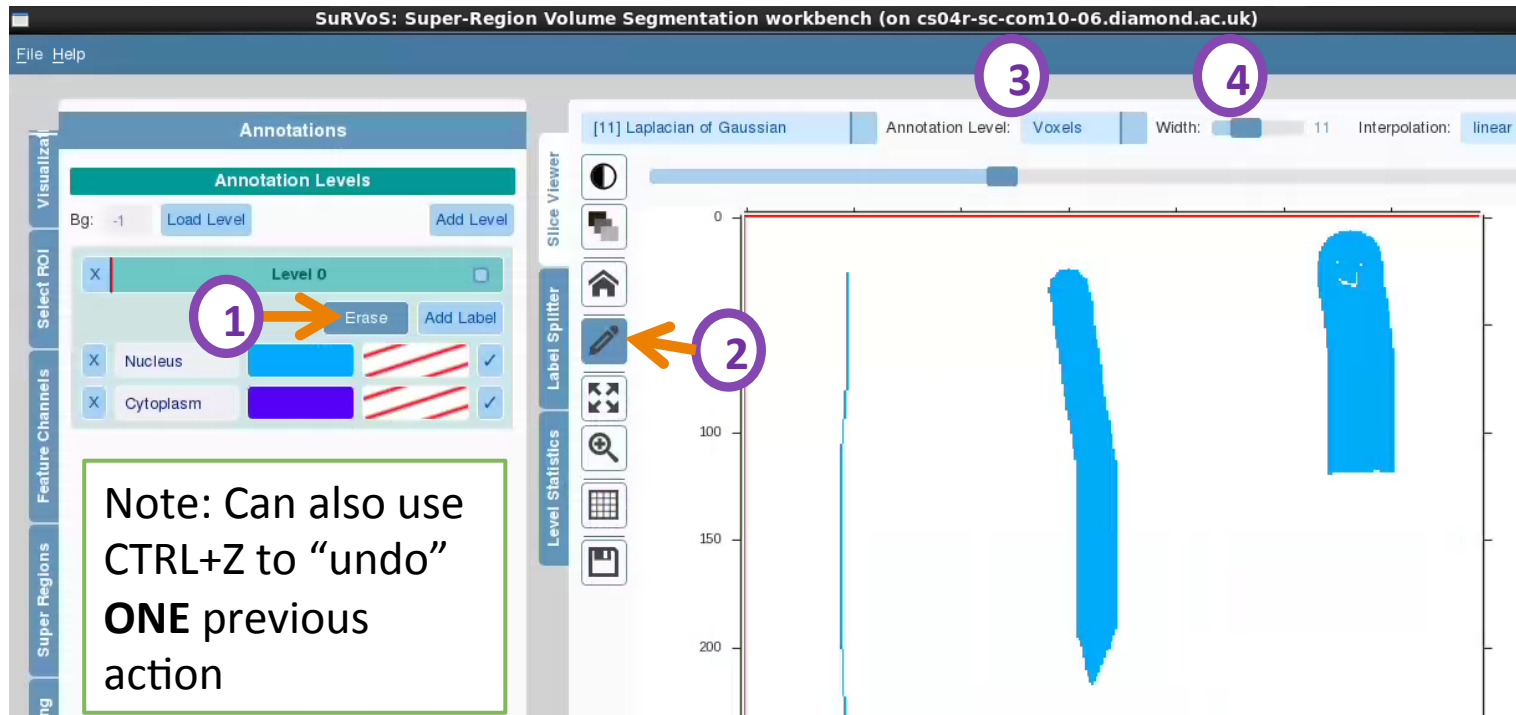 SuRVoS: Super-Region Volume Segmentation workbench (on cs04r-sc-com10-06.diamond.ac.uk)
File Help
3
4
Annotations
[11] Laplacian of Gaussian
Annotation Level: Voxels
Width: 11
Interpolation: linear
Annotation Levels
Bg: -1 Load Level Add Level
X Level 0
1
Erase Add Label
2
X Nucleus ✓
X Cytoplasm ✓
Select ROI
Feature Channels
Super Regions
Slice Viewer
Label Splitter
Level Statistics
0
100
150
200
Note: Can also use
CTRL+Z to “undo”
ONE previous
action